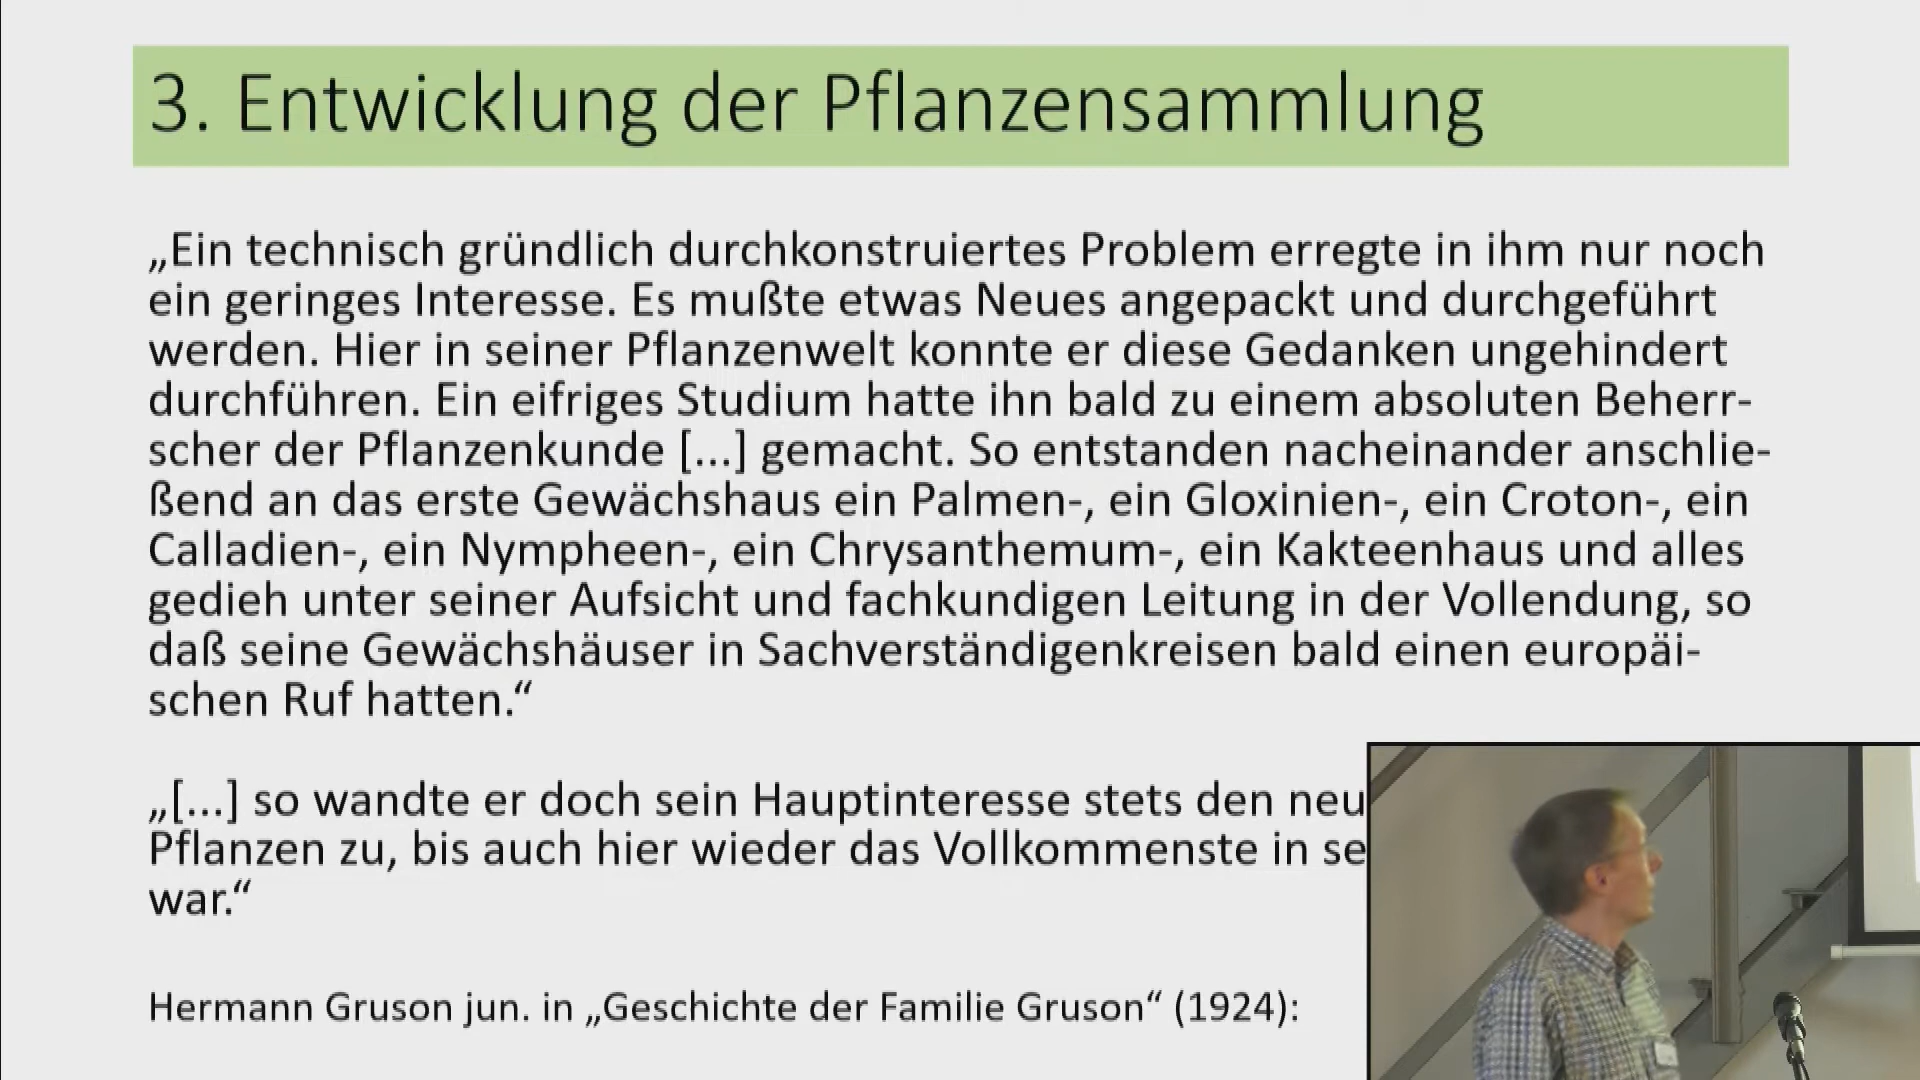 3. Entwicklung der Pflanzensammlung
„Ein technisch gründlich durchkonstruiertes Problem erregte in ihm nur noch
ein geringes Interesse. Es mußte etwas Neues angepackt und durchgeführt
werden. Hier in seiner Pflanzenwelt konnte er diese Gedanken ungehindert
durchführen. Ein eifriges Studium hatte ihn bald zu einem absoluten Beherr-
scher der Pflanzenkunde [...] gemacht. So entstanden nacheinander anschlie-
ßend an das erste Gewächshaus ein Palmen-, ein Gloxinien-, ein Croton-, ein
Calladien-, ein Nympheen-, ein Chrysanthemum-, ein Kakteenhaus und alles
gedieh unter seiner Aufsicht und fachkundigen Leitung in der Vollendung, so
daß seine Gewächshäuser in Sachverständigenkreisen bald einen europäi-
schen Ruf hatten.“
„[...] so wandte er doch sein Hauptinteresse stets den neu
Pflanzen zu, bis auch hier wieder das Vollkommenste in se
war.“
Hermann Gruson jun. in „Geschichte der Familie Gruson“ (1924):